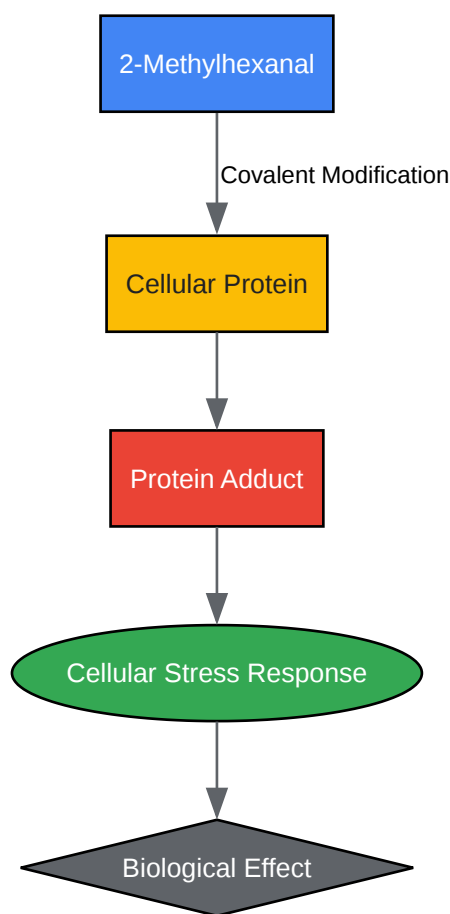 2-Methylhexanal
Covalent Modification
Cellular Protein
Protein Adduct
Cellular Stress Response
Biological Effect